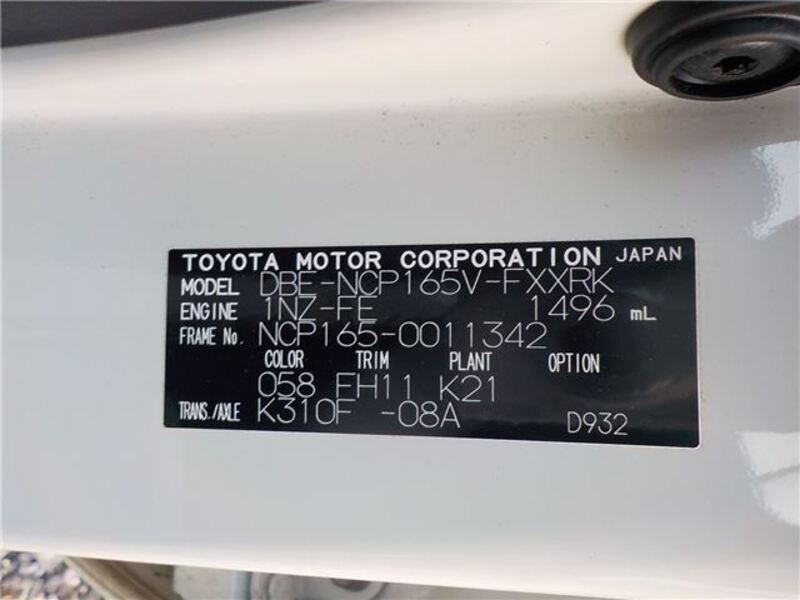 TOYOTA MOTOR CORPORATION JAPAN
MODEL DBE-NCP165V-FXXRK
ENGINE 1NZ-FE 1496 mL
FRAME No. NCP165-0011342
COLOR TRIM PLANT OPTION
058 FH11 K21
TRANS./AXLE K310F -08A D932